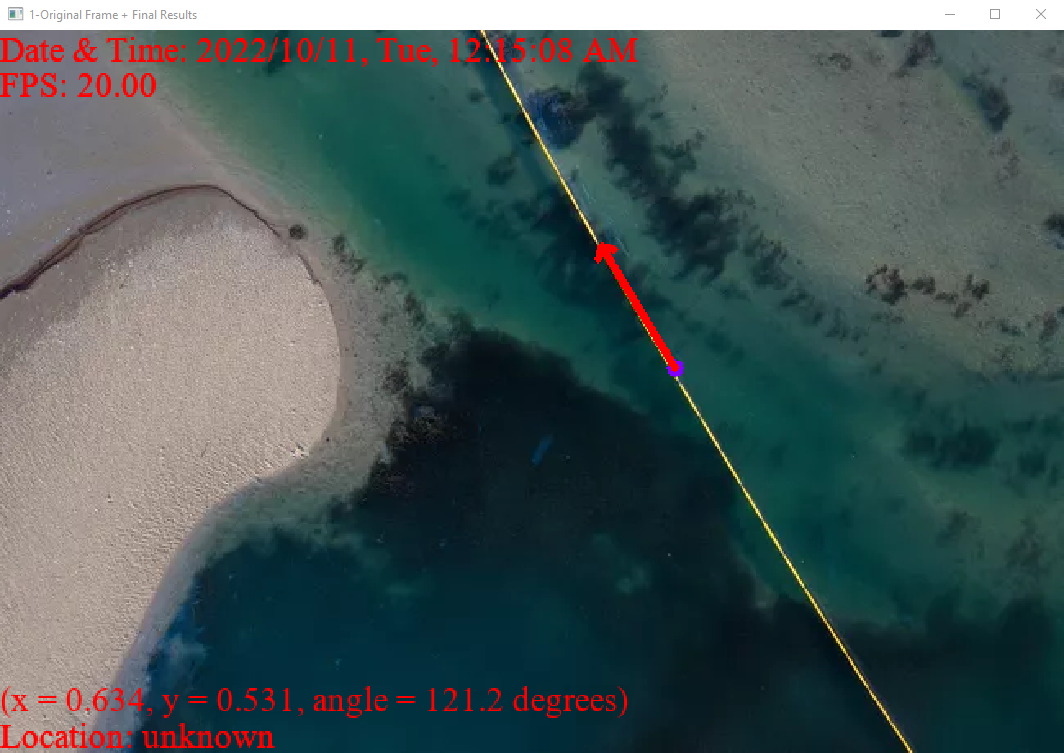 1-Original Frame + Final Results
Date & Time: 2022/10/11, Tue, 12:15:08 AM
FPS: 20.00
(x = 0.634, y = 0.531, angle = 121.2 degrees)
Location: unknown